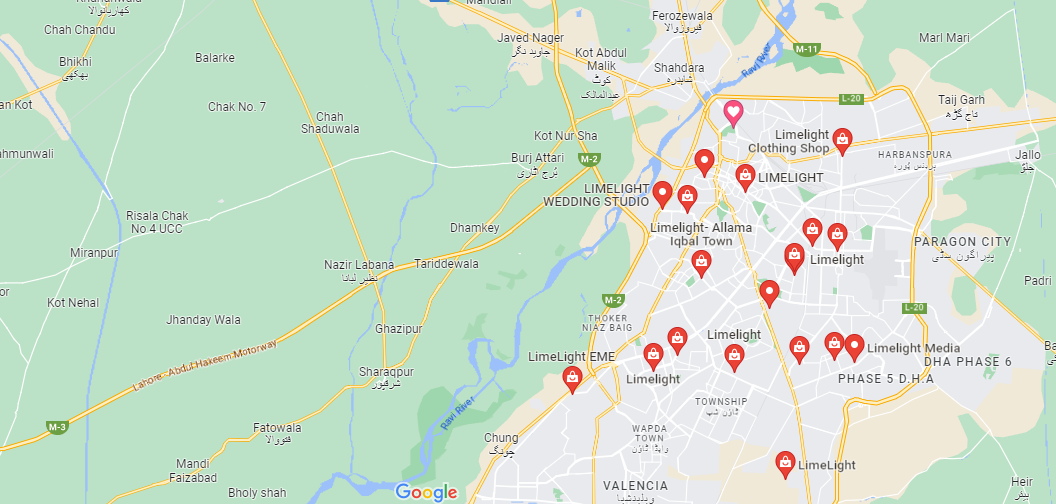 Mandiali
کھاریانوالا
Chah Chandu
Ferozewala
فیروزوالا
Javed Nager
جاوید نگر
Marl Mari
Kot Abdul
Malik
کوٹ
عبدالمالک
Balarke
Bhikhi
بھکھی
M-11
Ravi River
Shahdara
شاہدرہ
an Kot
Chak No. 7
L-20
Taij Garh
تاج گڑھ
Chah
Shaduwala
Kot Nur Sha
Limelight
Clothing Shop
ahmunwali
Burj Attari
بُرج اٹاری
M-2
HARBANSPURA
ہربنس پُورہ
Jallo
جلو
LIMELIGHT
LIMELIGHT
WEDDING STUDIO
Risala Chak
No 4 UCC
Dhamkey
Limelight- Allama
Iqbal Town
Miranpur
PARAGON CITY
پیراگون سٹی
Nazir Labana
نظیر لبانا
Tariddewala
Limelight
Padri
or
Kot Nehal
M-2
L-20
Jhanday Wala
THOKER
NIAZ BAIG
Ghazipur
Limelight
Lahore - Abdul Hakeem Motorway
LimeLight EME
Limelight Media
DHA PHASE 6
Sharaqpur
شرقپور
Limelight
PHASE 5 D.H.A
Ravi River
TOWNSHIP
ٹاؤن شپ
M-3
Fatowala
فتووالا
Chung
چونگ
WAPDA
TOWN
واپڈا ٹاؤن
Mandi
Faizabad
LimeLight
Bholy shah
Google
VALENCIA
ویلینشیا
Heir
ہیئر